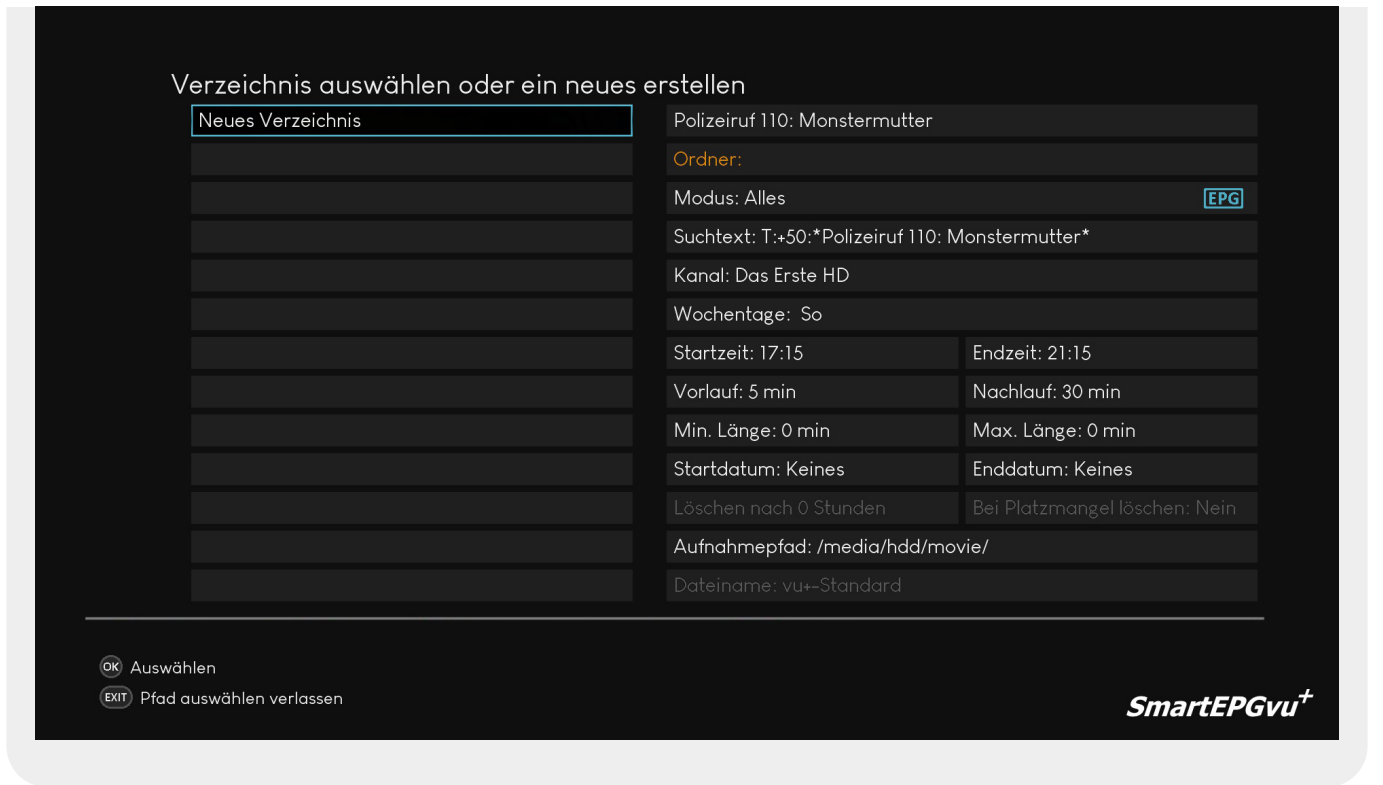 Verzeichnis auswählen oder ein neues erstellen
Neues Verzeichnis
Polizeiruf 110: Monstermutter
Ordner:
Modus: Alles EPG
Suchtext: T:+50:*Polizeiruf 110: Monstermutter*
Kanal: Das Erste HD
Wochentage: So
Startzeit: 17:15 Endzeit: 21:15
Vorlauf: 5 min Nachlauf: 30 min
Min. Länge: 0 min Max. Länge: 0 min
Startdatum: Keines Enddatum: Keines
Löschen nach 0 Stunden Bei Platzmangel löschen: Nein
Aufnahmepfad: /media/hdd/movie/
Dateiname: vu+-Standard
OK Auswählen
EXIT Pfad auswählen verlassen
SmartEPGvu+